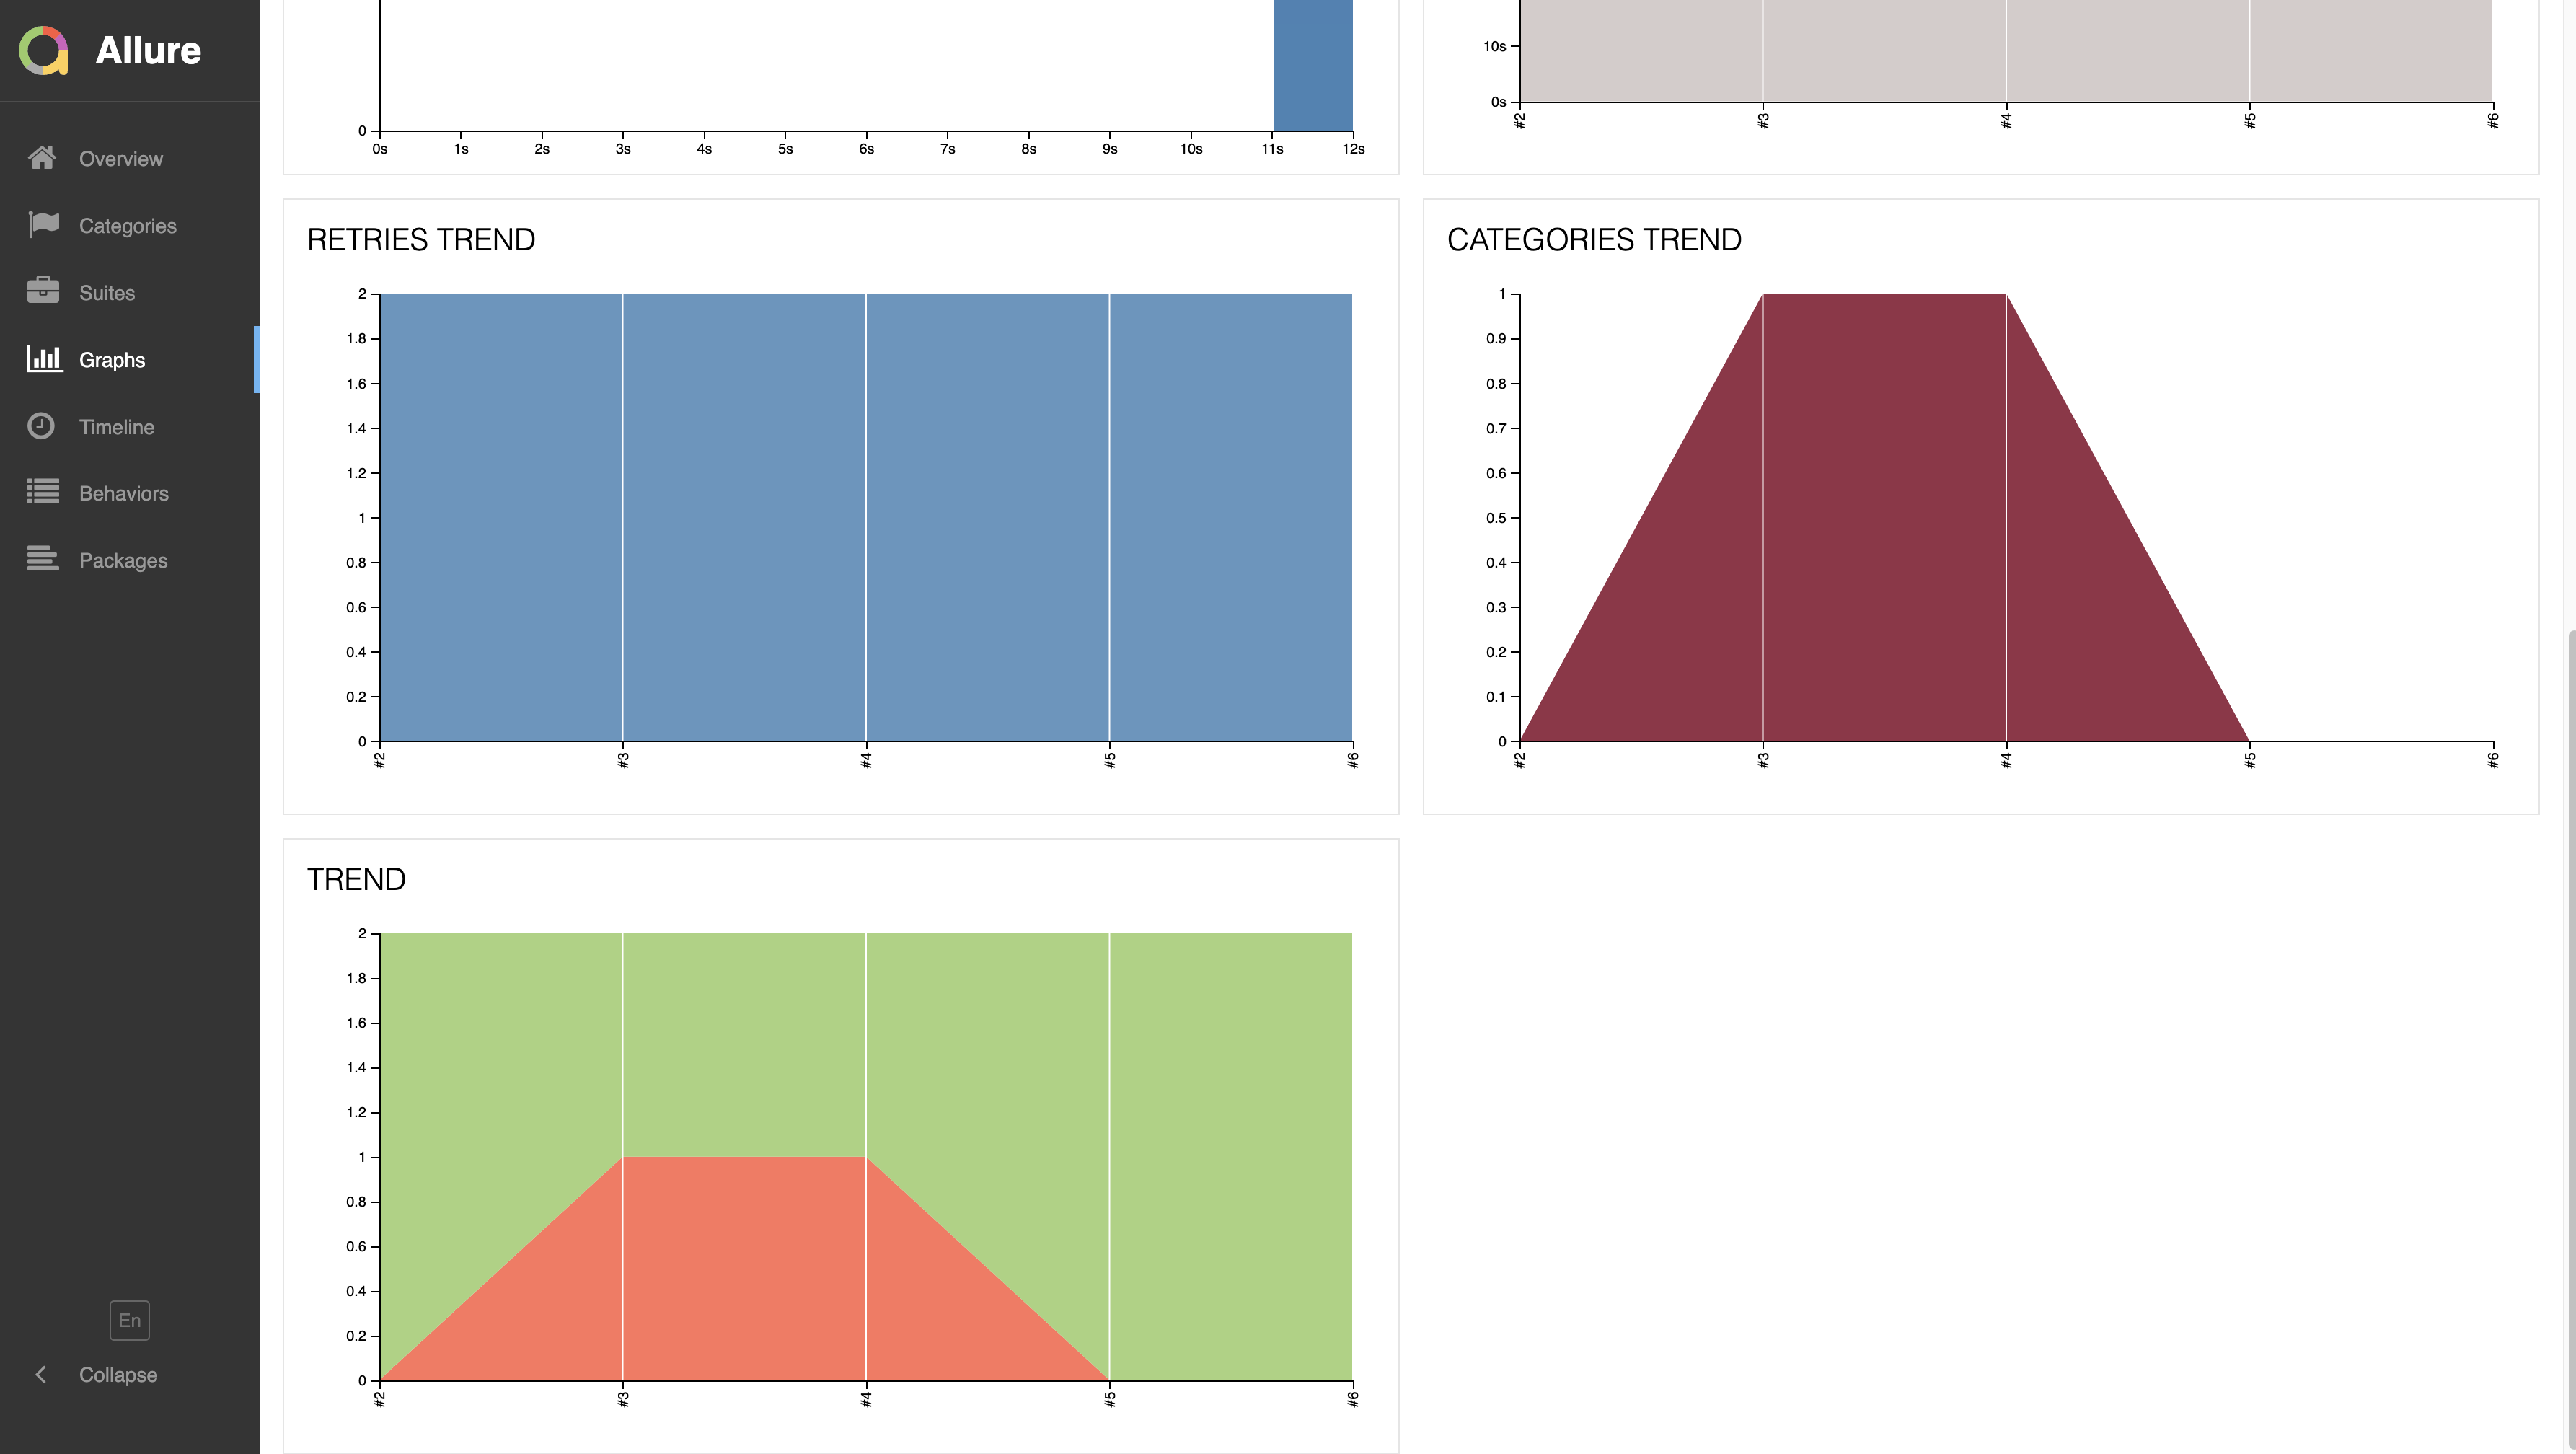 Allure
Overview
Categories
Suites
Graphs
Timeline
Behaviors
Packages
En
Collapse
0
0s 1s 2s 3s 4s 5s 6s 7s 8s 9s 10s 11s 12s
10s
0s
#2 #3 #4 #5 #6
RETRIES TREND
2
1.8
1.6
1.4
1.2
1
0.8
0.6
0.4
0.2
0
#2 #3 #4 #5 #6
CATEGORIES TREND
1
0.9
0.8
0.7
0.6
0.5
0.4
0.3
0.2
0.1
0
#2 #3 #4 #5 #6
TREND
2
1.8
1.6
1.4
1.2
1
0.8
0.6
0.4
0.2
0
#2 #3 #4 #5 #6